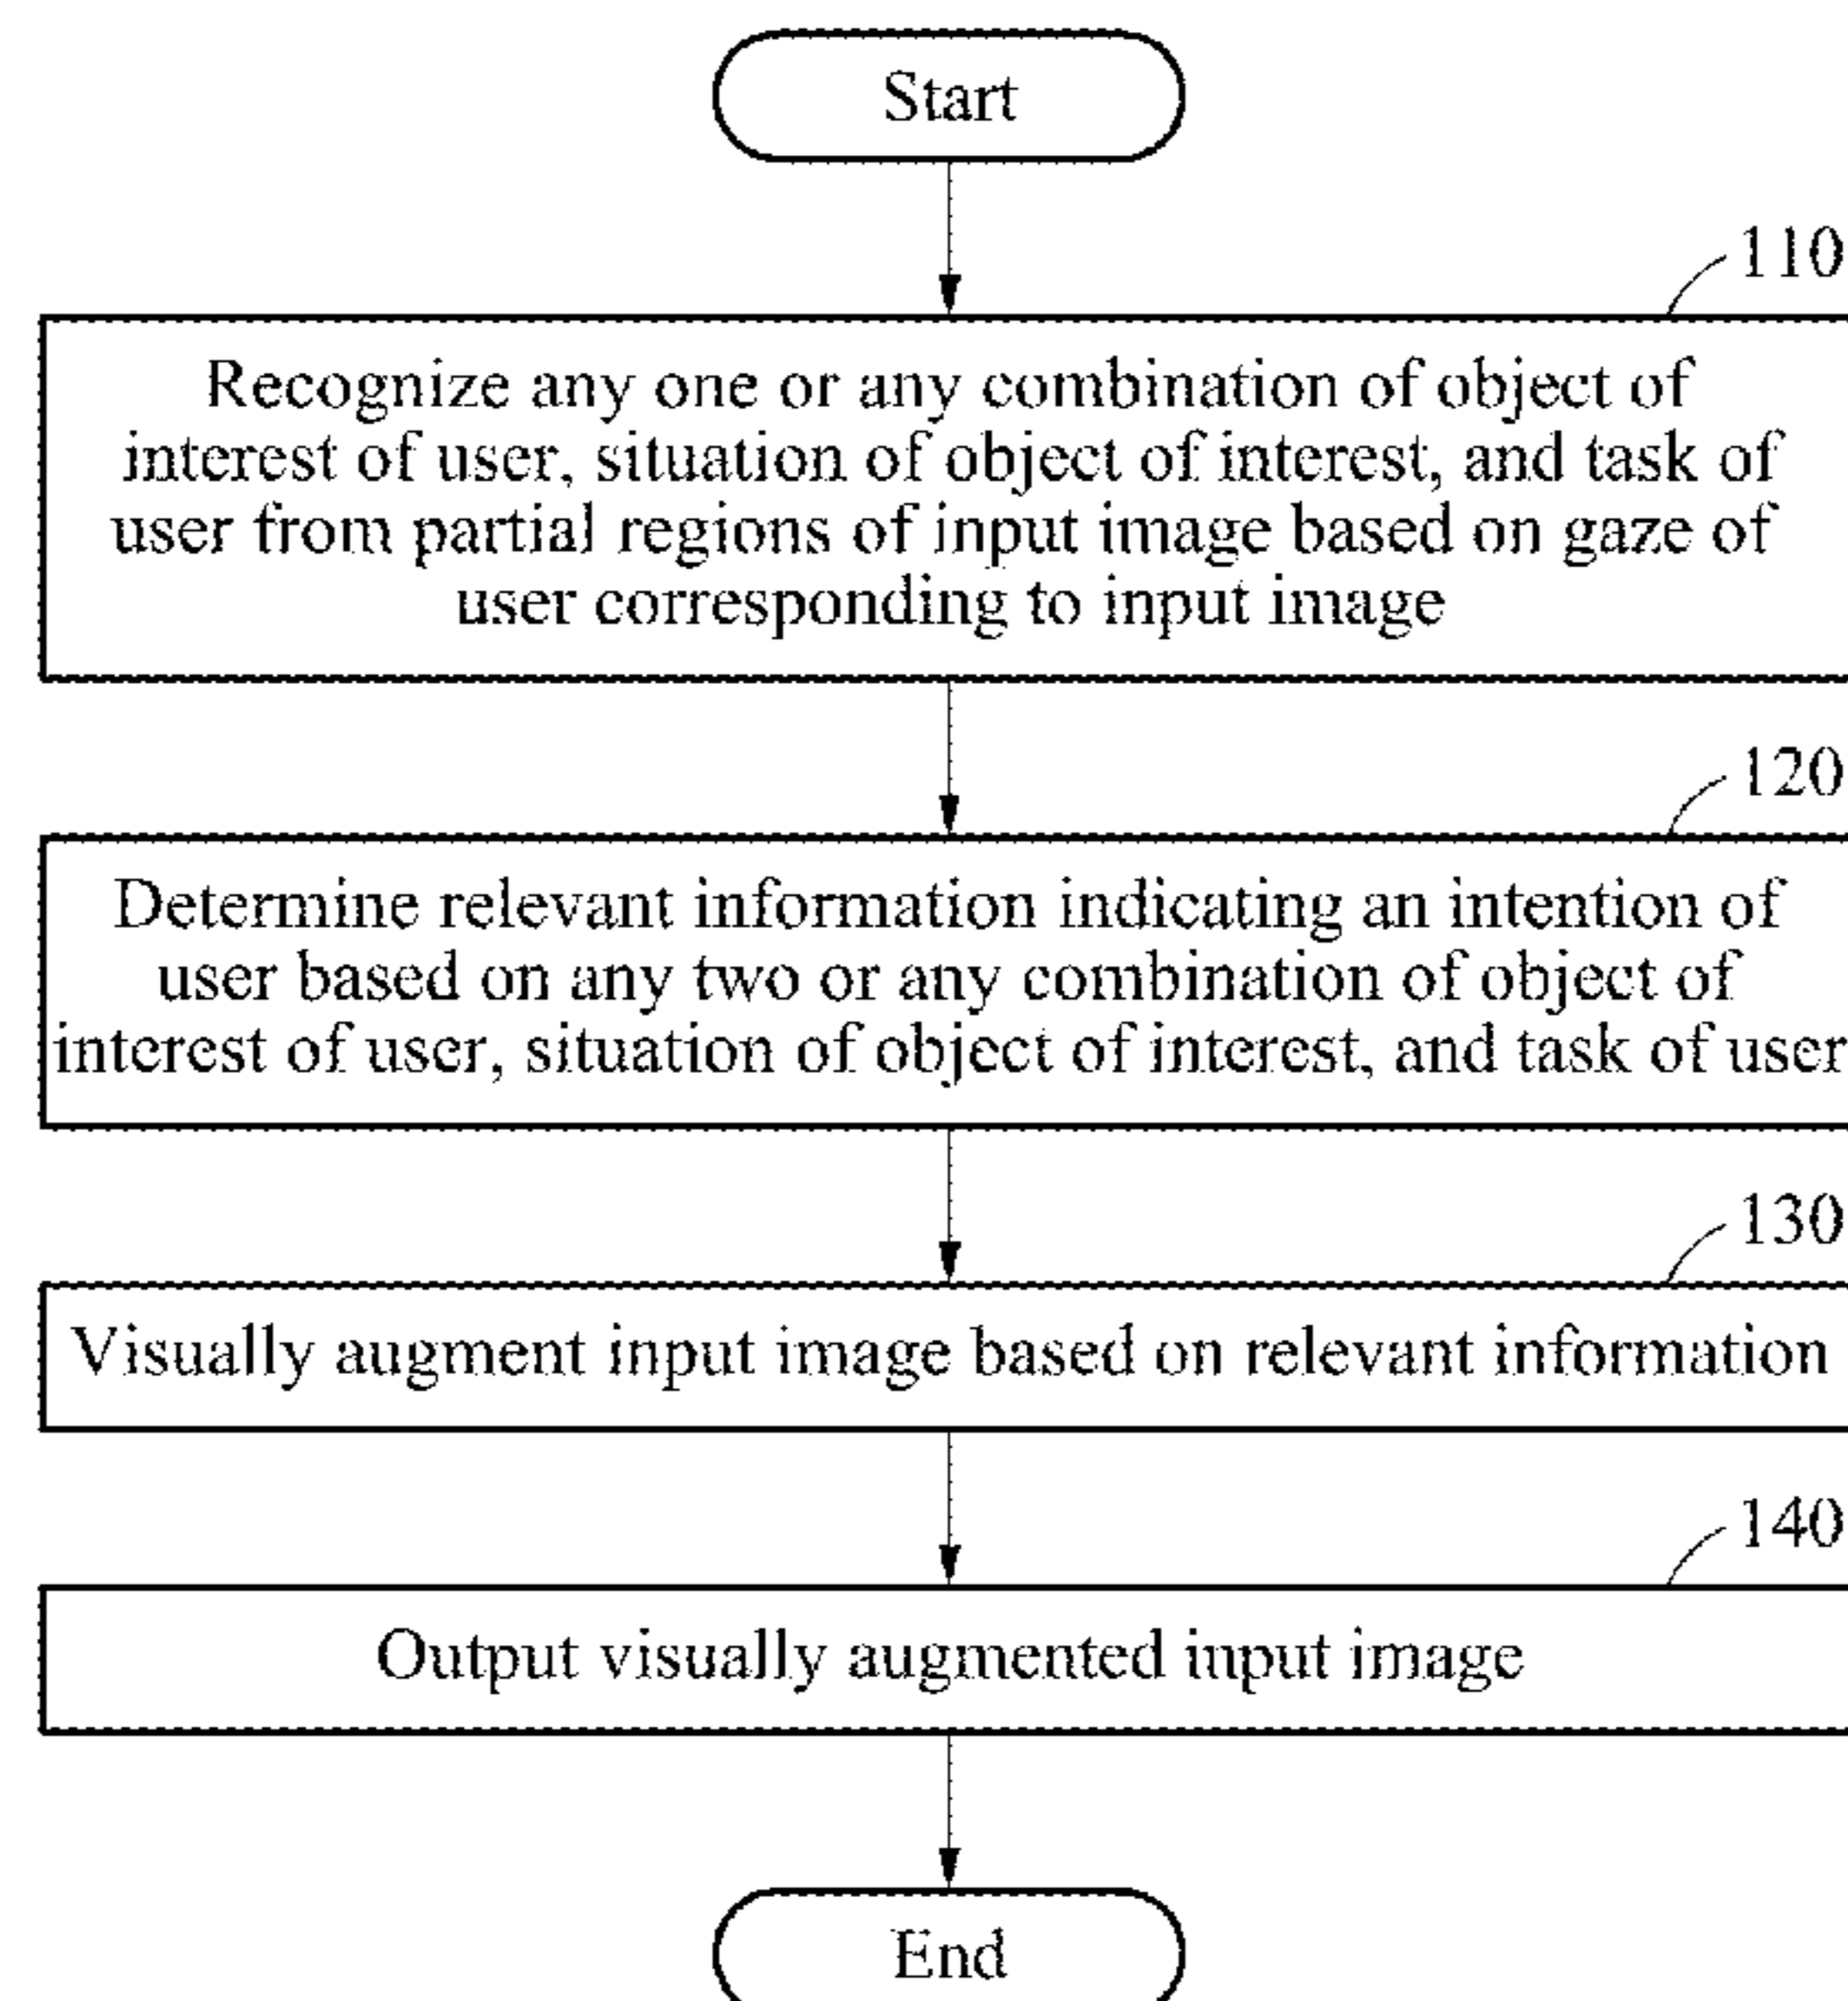 Start
110
Recognize any one or any combination of object of
interest of user, situation of object of interest, and task of
user from partial regions of input image based on gaze of
user corresponding to input image
120
Determine relevant information indicating an intention of
user based on any two or any combination of object of
interest of user, situation of object of interest, and task of user
130
Visually augment input image based on relevant information
140
Output visually augmented input image
End